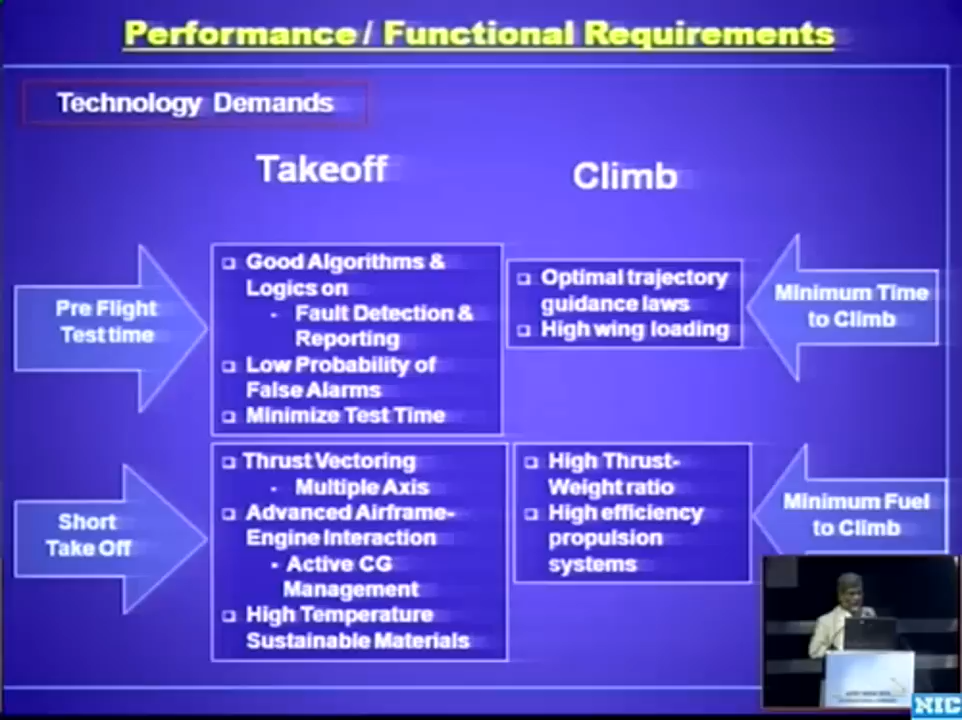 Performance / Functional Requirements
Technology Demands
Takeoff
Climb
Pre Flight
Test time
❑ Good Algorithms &
Logics on
- Fault Detection &
Reporting
❑ Low Probability of
False Alarms
❑ Minimize Test Time
❑ Optimal trajectory
guidance laws
❑ High wing loading
Minimum Time
to Climb
Short
Take Off
❑ Thrust Vectoring
- Multiple Axis
❑ Advanced Airframe-
Engine Interaction
▪ Active CG
Management
❑ High Temperature
Sustainable Materials
❑ High Thrust-
Weight ratio
❑ High efficiency
propulsion
systems
Minimum Fuel
to Climb
NIC